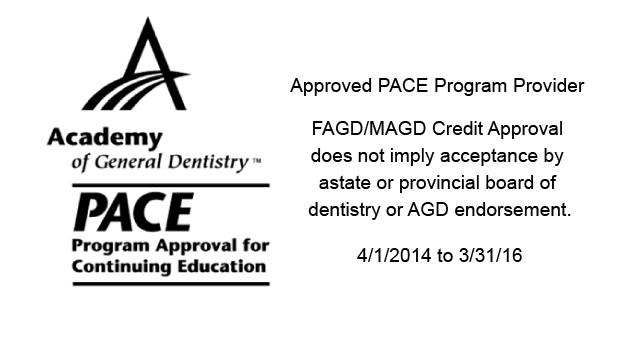 Academy
of General Dentistry™
PACE
Program Approval for
Continuing Education
Approved PACE Program Provider
FAGD/MAGD Credit Approval
does not imply acceptance by
astate or provincial board of
dentistry or AGD endorsement.
4/1/2014 to 3/31/16